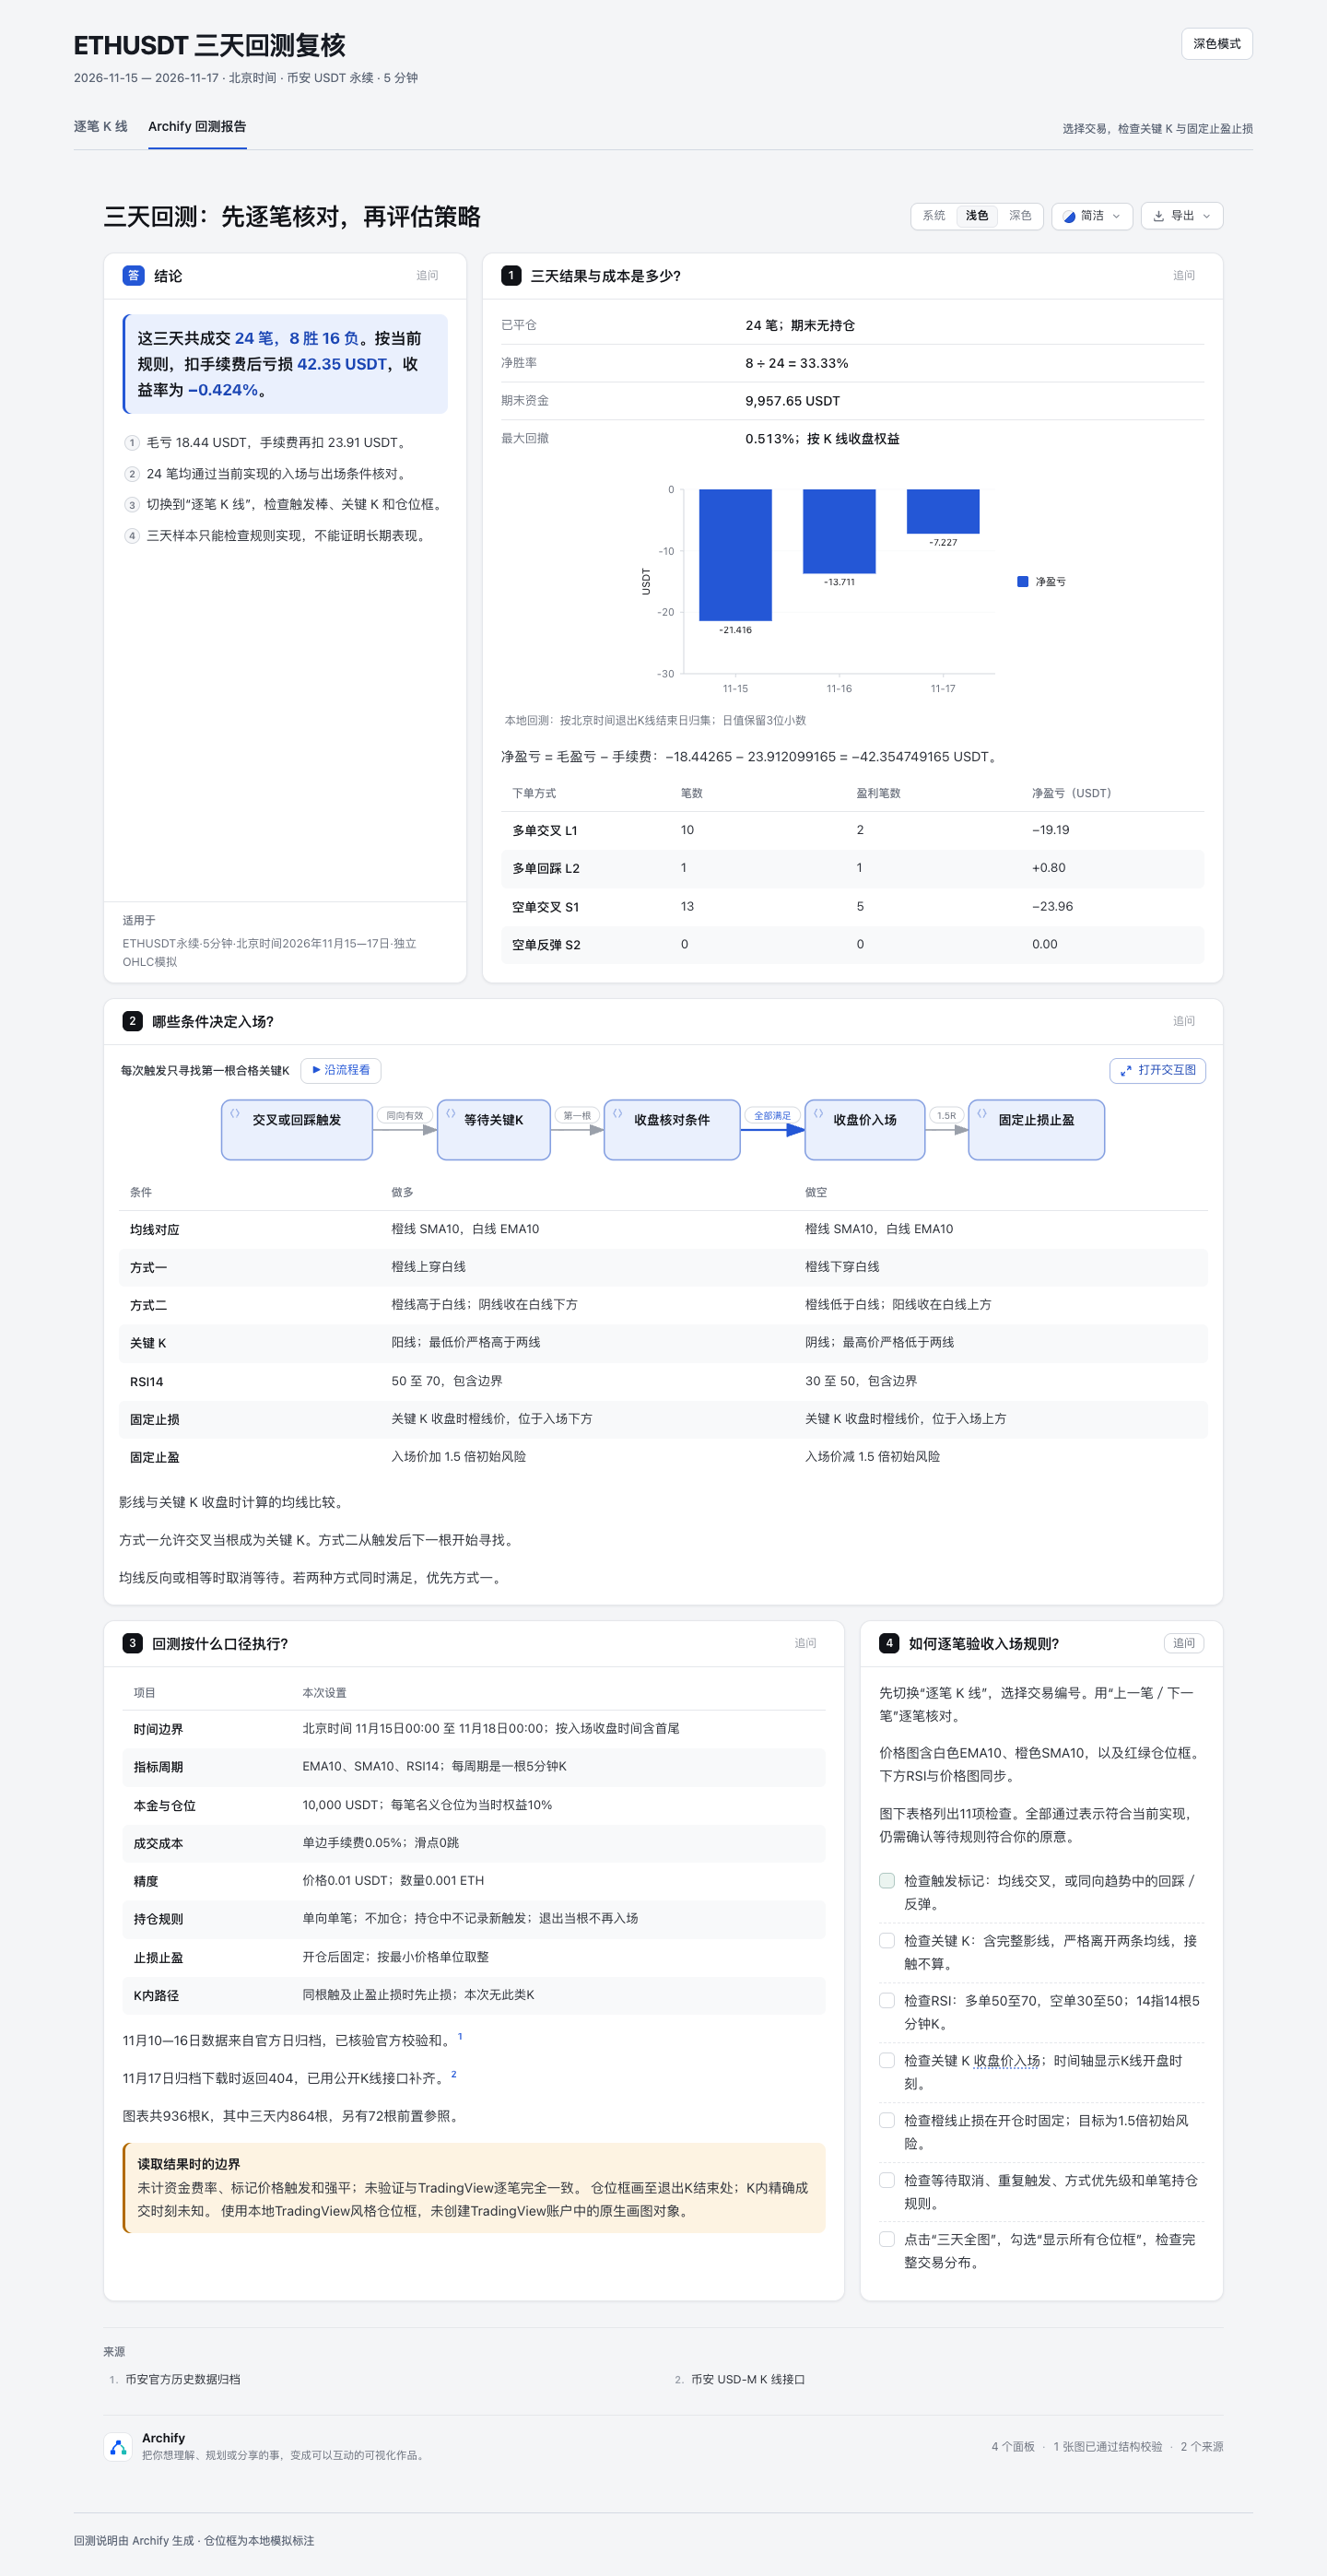 ETHUSDT 三天回测复核
深色模式
2026-11-15 — 2026-11-17 · 北京时间 · 币安 USDT 永续 · 5 分钟
逐笔 K 线
Archify 回测报告
选择交易，检查关键 K 与固定止盈止损
三天回测：先逐笔核对，再评估策略
系统
浅色
深色
简洁
导出
答 结论
追问
这三天共成交 24 笔，8 胜 16 负。按当前
规则，扣手续费后亏损 42.35 USDT，收
益率为 −0.424%。
1 毛亏 18.44 USDT，手续费再扣 23.91 USDT。
2 24 笔均通过当前实现的入场与出场条件核对。
3 切换到“逐笔 K 线”，检查触发棒、关键 K 和仓位框。
4 三天样本只能检查规则实现，不能证明长期表现。
适用于
ETHUSDT永续·5分钟·北京时间2026年11月15—17日·独立
OHLC模拟
1 三天结果与成本是多少？
追问
已平仓 24 笔；期末无持仓
净胜率 8 ÷ 24 = 33.33%
期末资金 9,957.65 USDT
最大回撤 0.513%；按 K 线收盘权益
0
-10
-20
-30
USDT
-21.416
-13.711
-7.227
11-15
11-16
11-17
净盈亏
本地回测：按北京时间退出K线结束日归集；日值保留3位小数
净盈亏 = 毛盈亏 − 手续费：−18.44265 − 23.912099165 = −42.354749165 USDT。
下单方式 笔数 盈利笔数 净盈亏（USDT）
多单交叉 L1 10 2 −19.19
多单回踩 L2 1 1 +0.80
空单交叉 S1 13 5 −23.96
空单反弹 S2 0 0 0.00
2 哪些条件决定入场？
追问
每次触发只寻找第一根合格关键K
沿流程看
打开交互图
交叉或回踩触发
同向有效
等待关键K
第一根
收盘核对条件
全部满足
收盘价入场
1.5R
固定止损止盈
条件 做多 做空
均线对应 橙线 SMA10，白线 EMA10 橙线 SMA10，白线 EMA10
方式一 橙线上穿白线 橙线下穿白线
方式二 橙线高于白线；阴线收在白线下方 橙线低于白线；阳线收在白线上方
关键 K 阳线；最低价严格高于两线 阴线；最高价严格低于两线
RSI14 50 至 70，包含边界 30 至 50，包含边界
固定止损 关键 K 收盘时橙线价，位于入场下方 关键 K 收盘时橙线价，位于入场上方
固定止盈 入场价加 1.5 倍初始风险 入场价减 1.5 倍初始风险
影线与关键 K 收盘时计算的均线比较。
方式一允许交叉当根成为关键 K。方式二从触发后下一根开始寻找。
均线反向或相等时取消等待。若两种方式同时满足，优先方式一。
3 回测按什么口径执行？
追问
项目 本次设置
时间边界 北京时间 11月15日00:00 至 11月18日00:00；按入场收盘时间含首尾
指标周期 EMA10、SMA10、RSI14；每周期是一根5分钟K
本金与仓位 10,000 USDT；每笔名义仓位为当时权益10%
成交成本 单边手续费0.05%；滑点0跳
精度 价格0.01 USDT；数量0.001 ETH
持仓规则 单向单笔；不加仓；持仓中不记录新触发；退出当根不再入场
止损止盈 开仓后固定；按最小价格单位取整
K内路径 同根触及止盈止损时先止损；本次无此类K
11月10—16日数据来自官方日归档，已核验官方校验和。1
11月17日归档下载时返回404，已用公开K线接口补齐。2
图表共936根K，其中三天内864根，另有72根前置参照。
读取结果时的边界
未计资金费率、标记价格触发和强平；未验证与TradingView逐笔完全一致。 仓位框画至退出K结束处；K内精确成
交时刻未知。 使用本地TradingView风格仓位框，未创建TradingView账户中的原生画图对象。
4 如何逐笔验收入场规则？
追问
先切换“逐笔 K 线”，选择交易编号。用“上一笔 / 下一
笔”逐笔核对。
价格图含白色EMA10、橙色SMA10，以及红绿仓位框。
下方RSI与价格图同步。
图下表格列出11项检查。全部通过表示符合当前实现，
仍需确认等待规则符合你的原意。
检查触发标记：均线交叉，或同向趋势中的回踩 /
反弹。
检查关键 K：含完整影线，严格离开两条均线，接
触不算。
检查RSI：多单50至70，空单30至50；14指14根5
分钟K。
检查关键 K 收盘价入场；时间轴显示K线开盘时
刻。
检查橙线止损在开仓时固定；目标为1.5倍初始风
险。
检查等待取消、重复触发、方式优先级和单笔持仓
规则。
点击“三天全图”，勾选“显示所有仓位框”，检查完
整交易分布。
来源
1. 币安官方历史数据归档
2. 币安 USD-M K 线接口
Archify
把你想理解、规划或分享的事，变成可以互动的可视化作品。
4 个面板 · 1 张图已通过结构校验 · 2 个来源
回测说明由 Archify 生成 · 仓位框为本地模拟标注